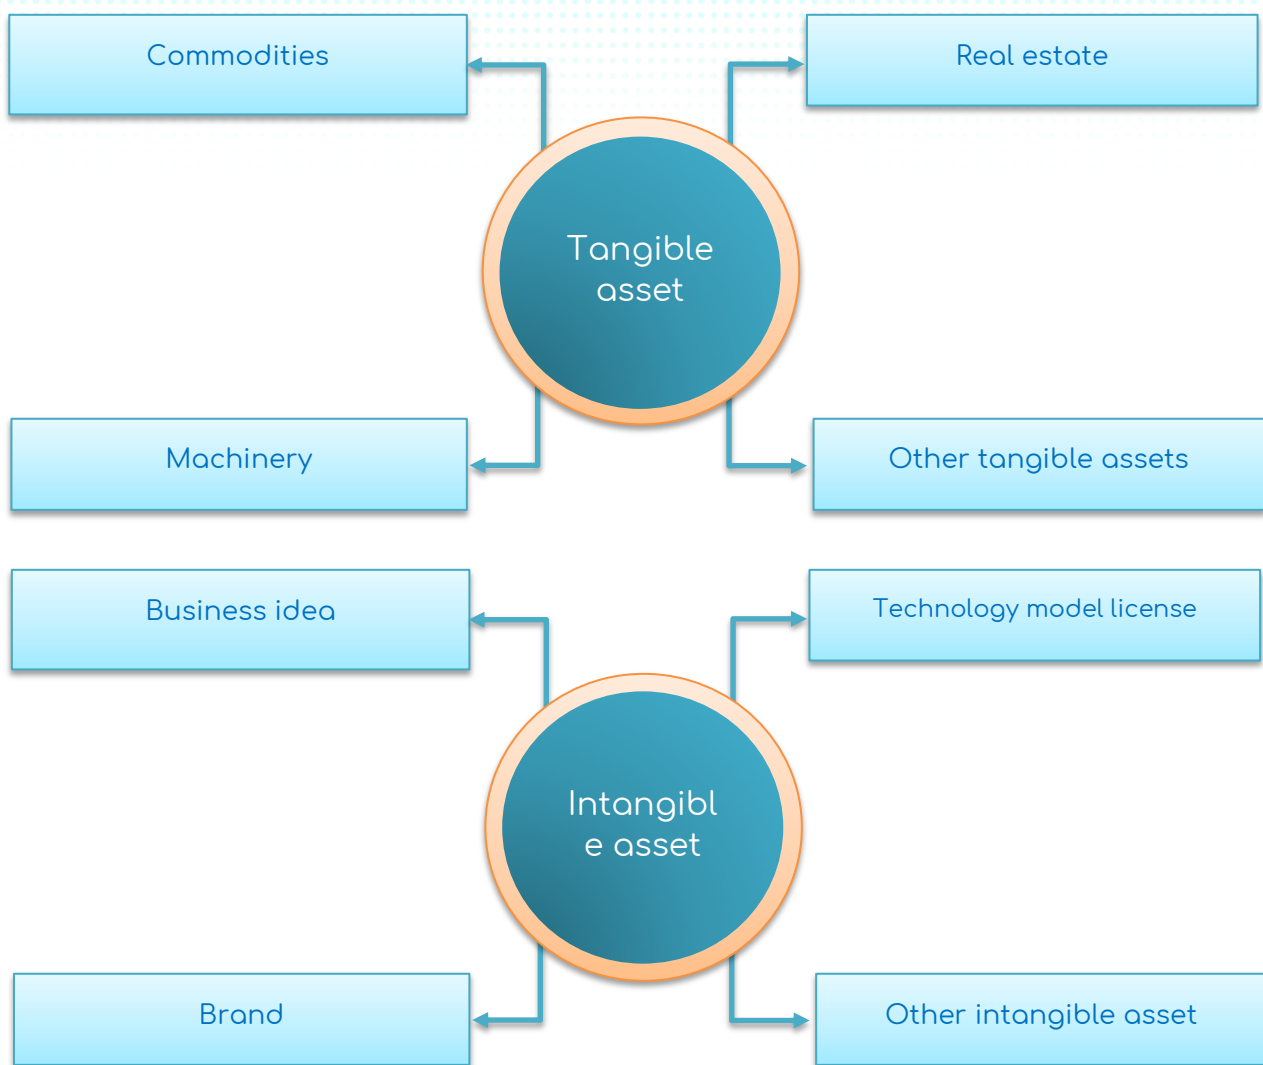 Commodities
Real estate
Tangible
asset
Machinery
Other tangible assets
Business idea
Technology model license
Intangibl
e asset
Brand
Other intangible asset